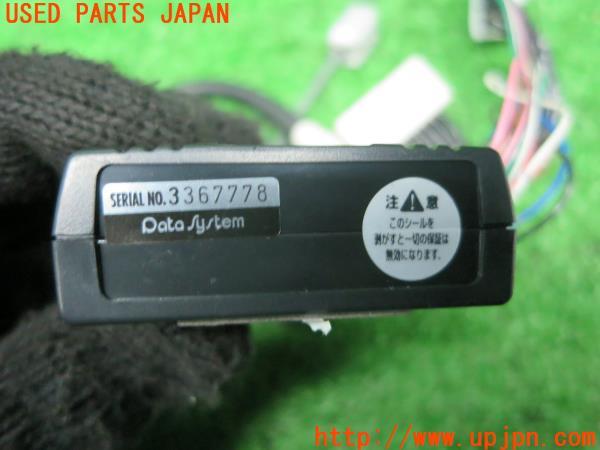 USED PARTS JAPAN
SERIAL NO. 3367778
Data System
注 意
このシールを
剥がすと一切の保証は
無効になります。
http://www.upjpn.com